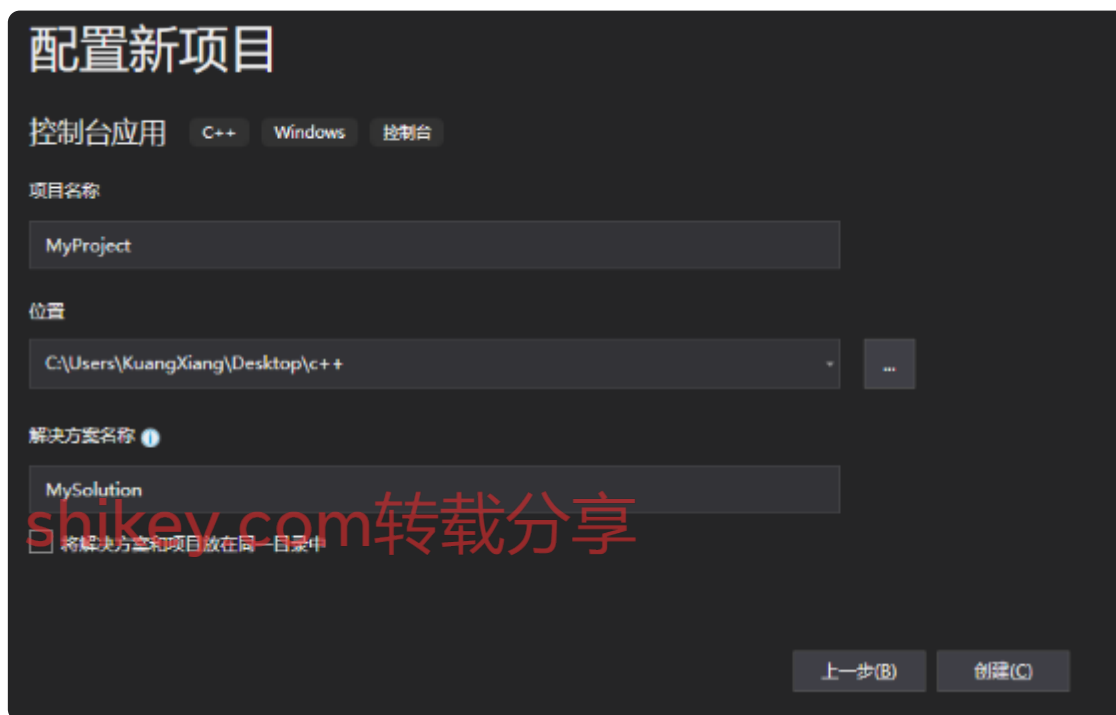 配置新项目
控制台应用 C++ Windows 控制台
项目名称
MyProject
位置
C:\Users\KuangXiang\Desktop\c++
...
解决方案名称
MySolution
shikey.com转载分享
将解决方案和项目放在同一目录中
上一步(B) 创建(C)